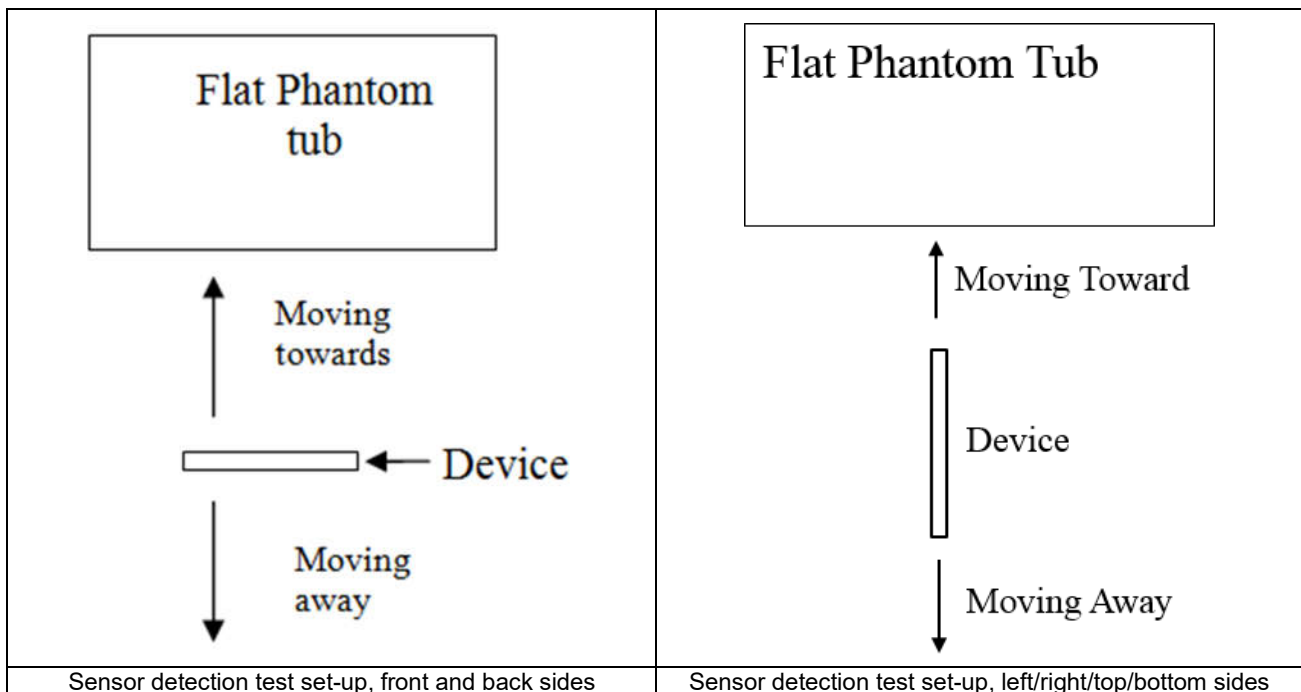 Flat Phantom
tub
Moving
towards
Device
Moving
away
Sensor detection test set-up, front and back sides
Flat Phantom Tub
Moving Toward
Device
Moving Away
Sensor detection test set-up, left/right/top/bottom sides